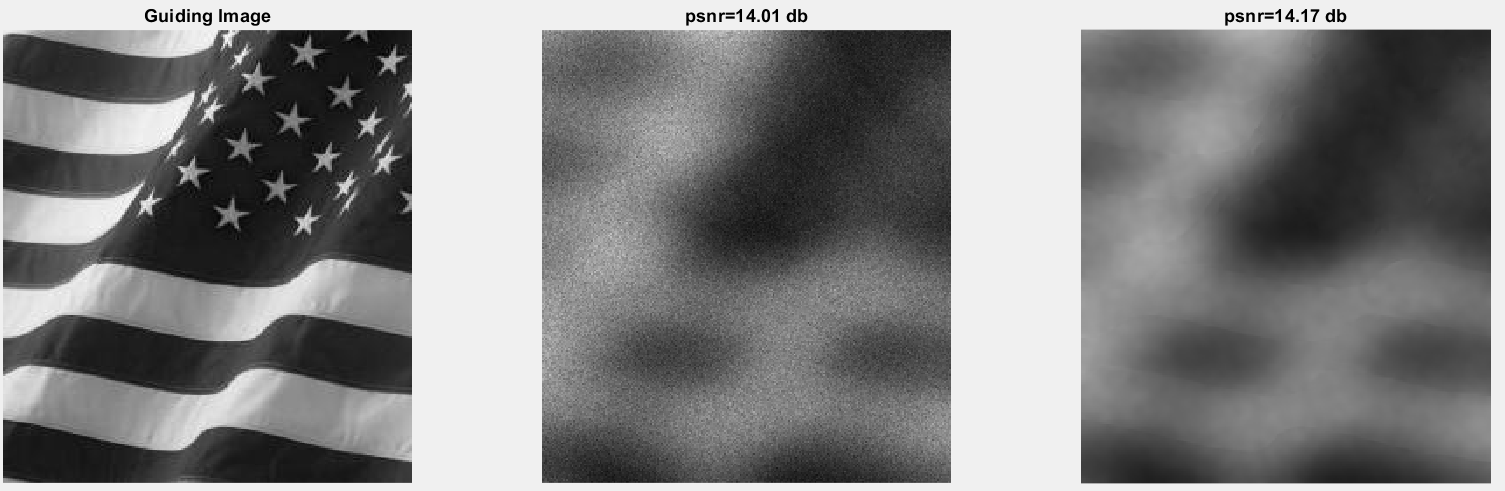 Guiding Image
psnr=14.01 db
psnr=14.17 db